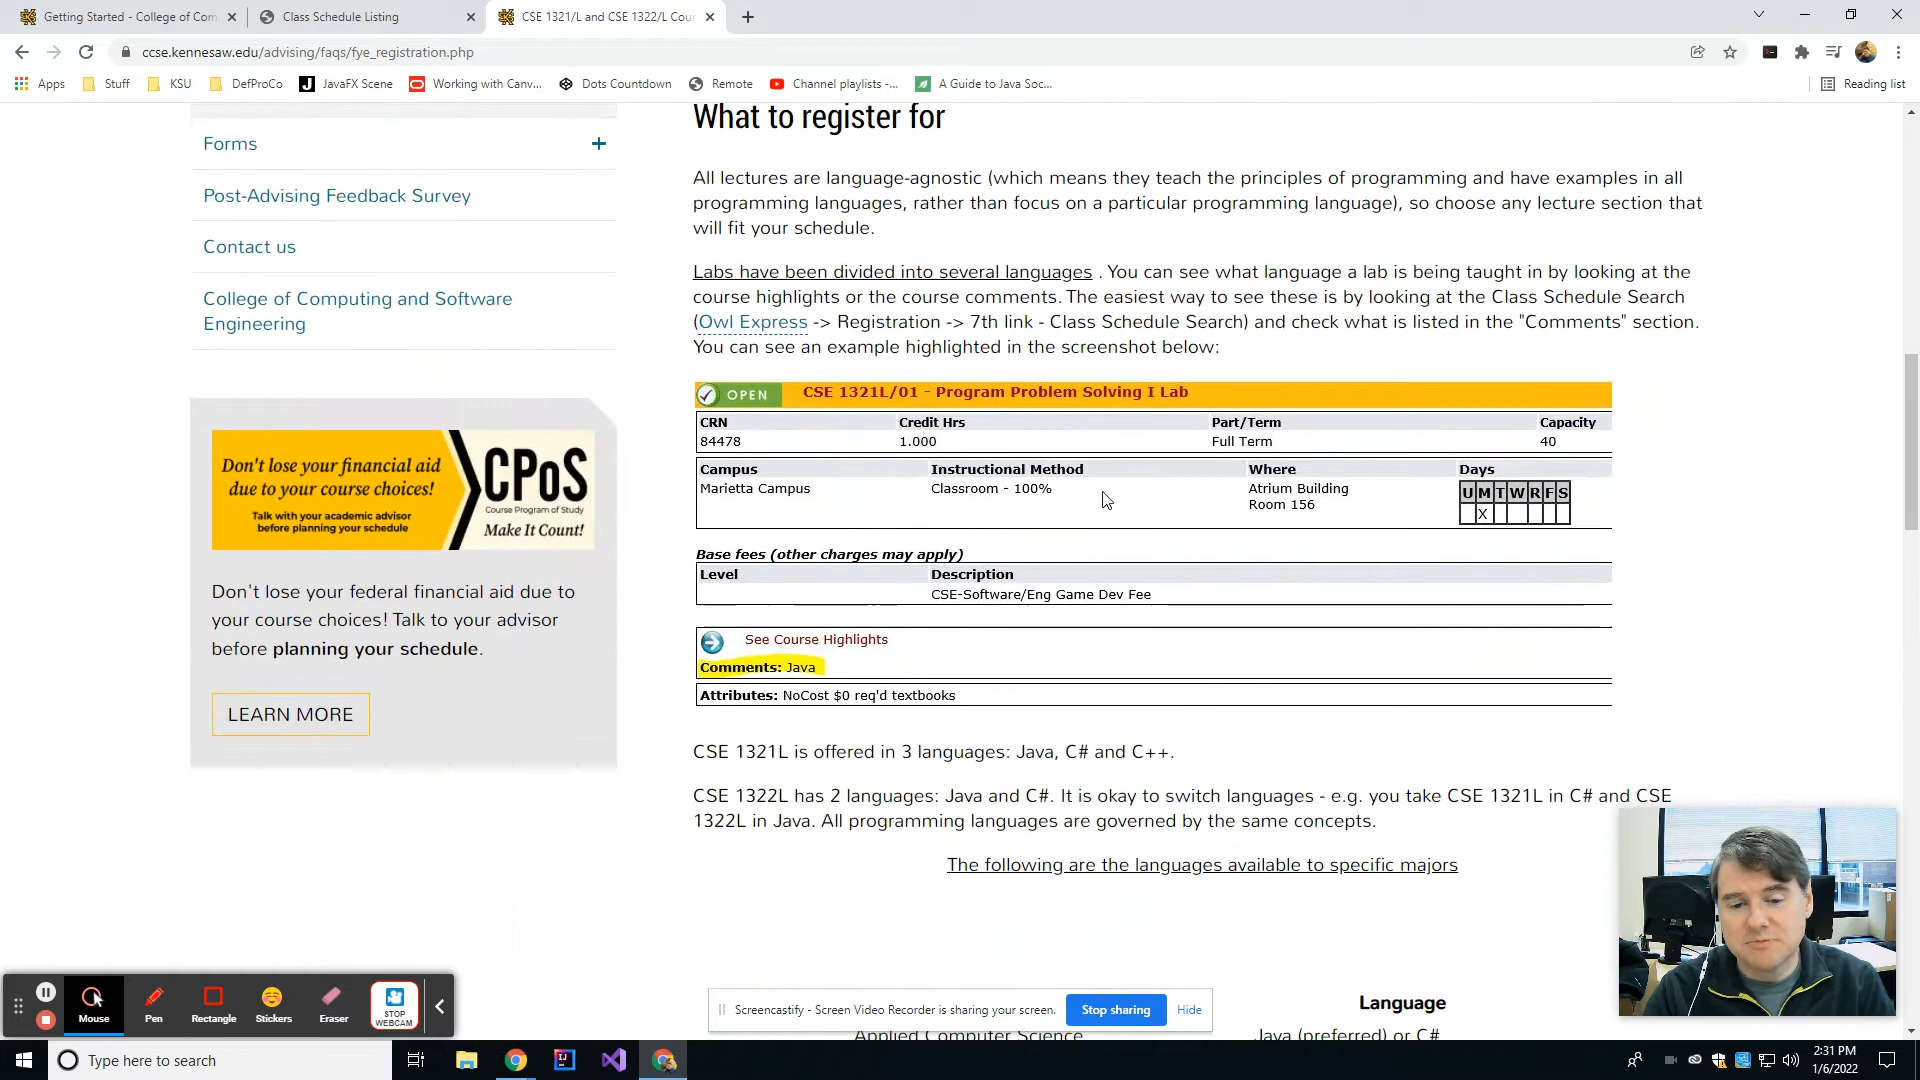 Getting Started - College of Com
Class Schedule Listing
CSE 1321/L and CSE 1322/L Cou
ccse.kennesaw.edu/advising/faqs/fye_registration.php
Apps
Stuff
KSU
DefProCo
JavaFX Scene
Working with Canv...
Dots Countdown
Remote
Channel playlists -...
A Guide to Java Soc...
Reading list
Forms
Post-Advising Feedback Survey
Contact us
College of Computing and Software
Engineering
Don't lose your financial aid
due to your course choices!
Talk with your academic advisor
before planning your schedule
CPoS
Course Program of Study
Make It Count!
Don't lose your federal financial aid due to
your course choices! Talk to your advisor
before planning your schedule.
LEARN MORE
What to register for
All lectures are language-agnostic (which means they teach the principles of programming and have examples in all
programming languages, rather than focus on a particular programming language), so choose any lecture section that
will fit your schedule.
Labs have been divided into several languages . You can see what language a lab is being taught in by looking at the
course highlights or the course comments. The easiest way to see these is by looking at the Class Schedule Search
(Owl Express -> Registration -> 7th link - Class Schedule Search) and check what is listed in the "Comments" section.
You can see an example highlighted in the screenshot below:
OPEN CSE 1321L/01 - Program Problem Solving I Lab
CRN Credit Hrs Part/Term Capacity
84478 1.000 Full Term 40
Campus Instructional Method Where Days
Marietta Campus Classroom - 100% Atrium Building U M T W R F S
Room 156 X
Base fees (other charges may apply)
Level Description
CSE-Software/Eng Game Dev Fee
See Course Highlights
Comments: Java
Attributes: NoCost $0 req'd textbooks
CSE 1321L is offered in 3 languages: Java, C# and C++.
CSE 1322L has 2 languages: Java and C#. It is okay to switch languages - e.g. you take CSE 1321L in C# and CSE
1322L in Java. All programming languages are governed by the same concepts.
The following are the languages available to specific majors
Language
Applied Computer Science Java (preferred) or C#
Mouse
Pen
Rectangle
Stickers
Eraser
STOP
WEBCAM
Screencastify - Screen Video Recorder is sharing your screen.
Stop sharing
Hide
Type here to search
2:31 PM
1/6/2022